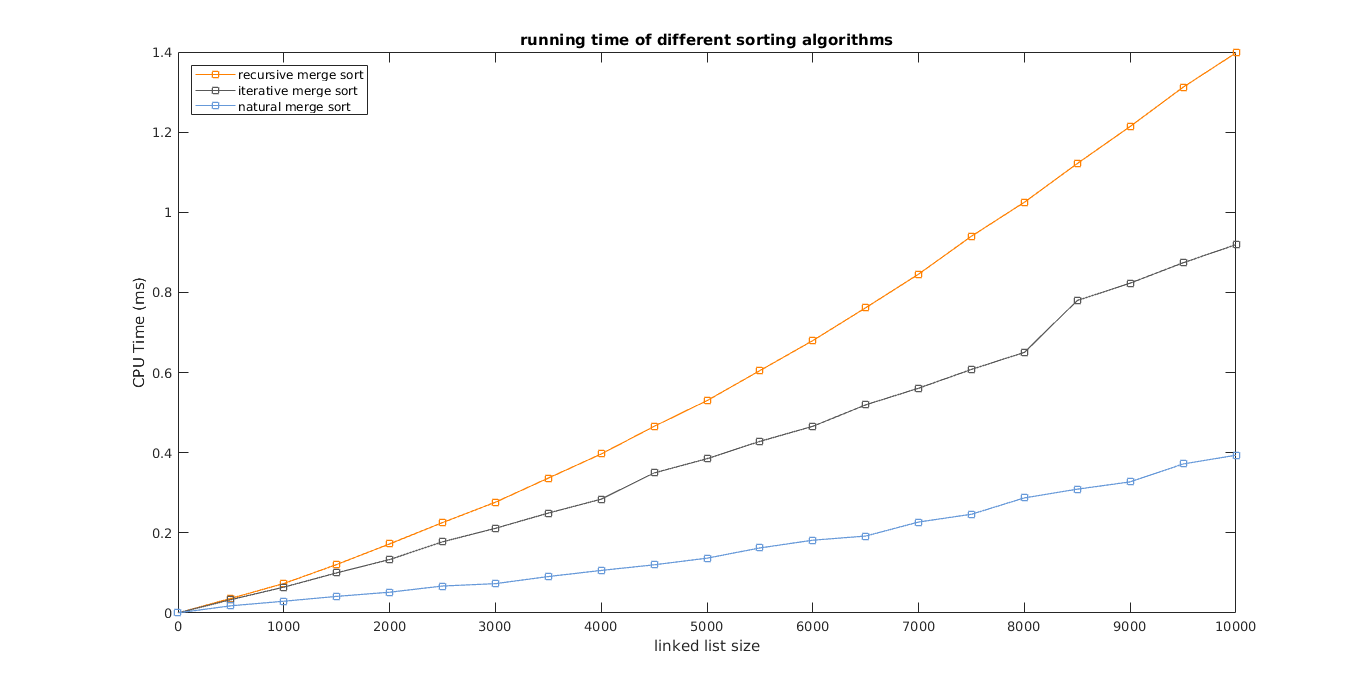 running time of different sorting algorithms
recursive merge sort
iterative merge sort
natural merge sort
CPU Time (ms)
1.4
1.2
1
0.8
0.6
0.4
0.2
0
0 1000 2000 3000 4000 5000 6000 7000 8000 9000 10000
linked list size